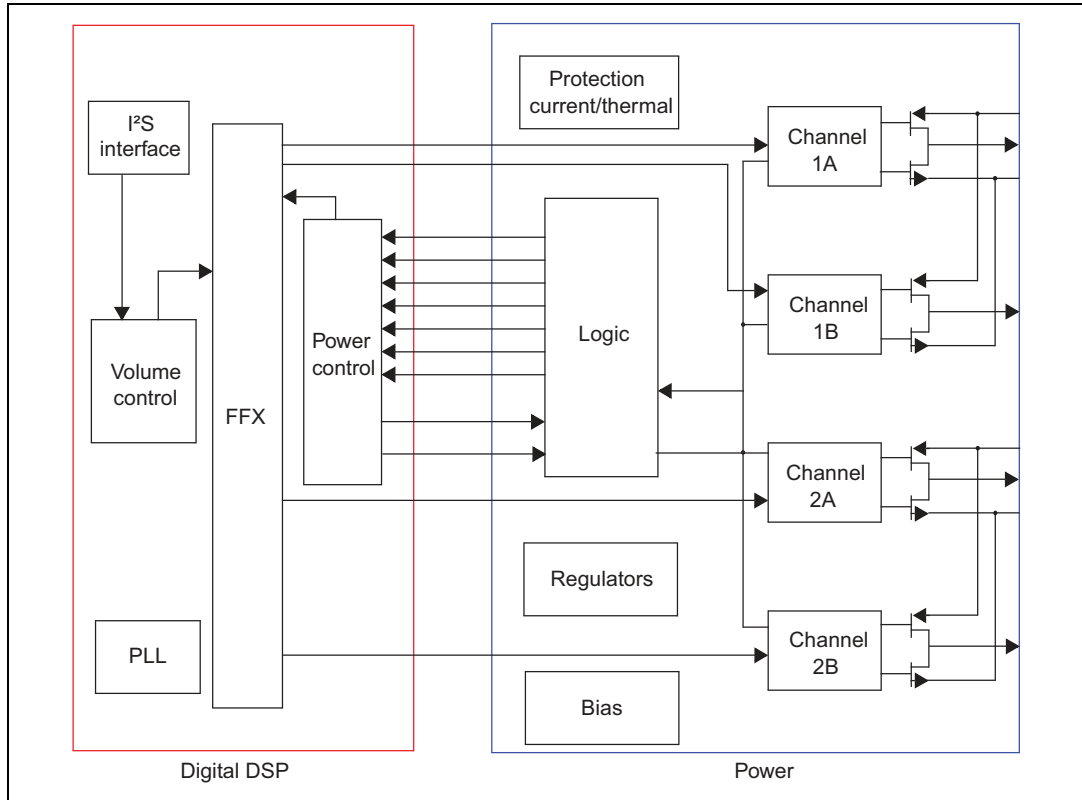 I²S
interface
Volume
control
FFX
Power
control
PLL
Digital DSP
Protection
current/thermal
Logic
Regulators
Bias
Channel
1A
Channel
1B
Channel
2A
Channel
2B
Power